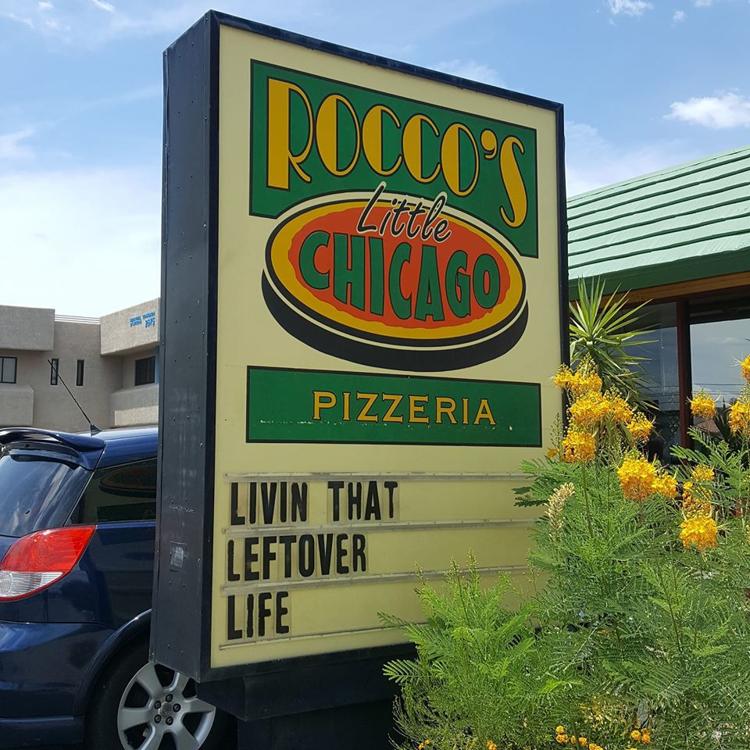 ROCCO'S
Little
CHICAGO
PIZZERIA
LIVIN THAT
LEFTOVER
LIFE